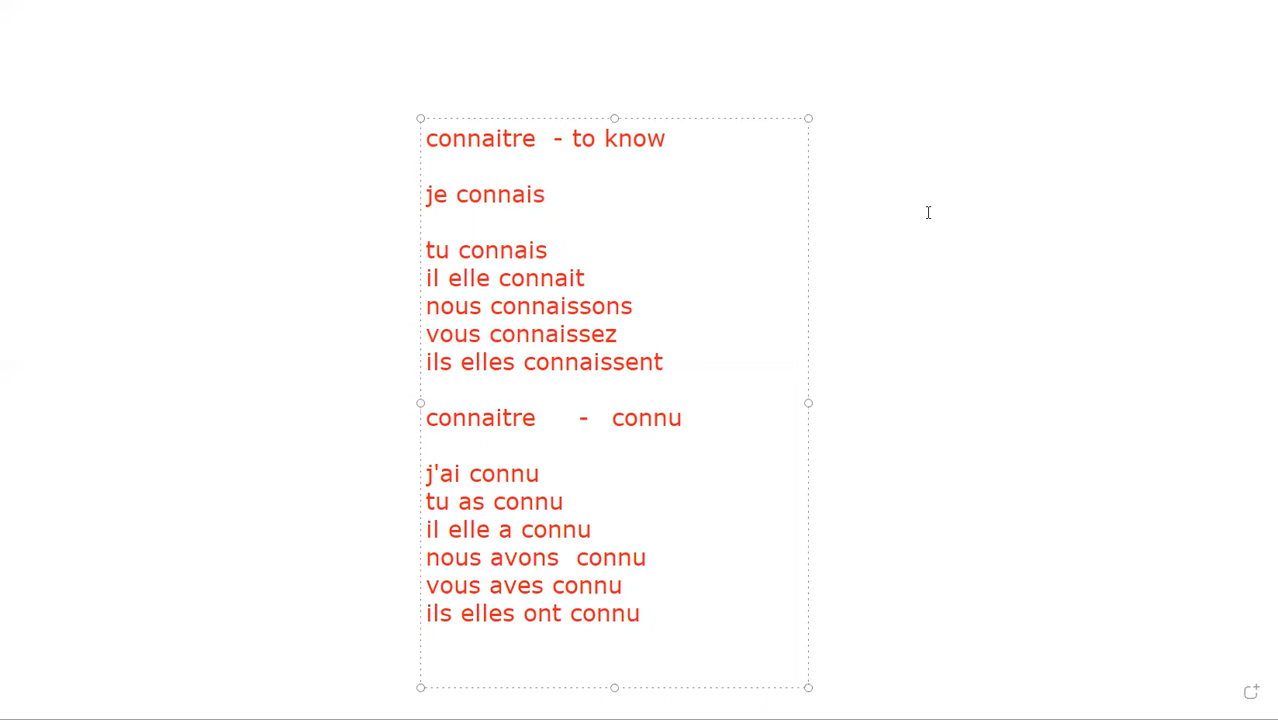 connaitre - to know
je connais
tu connais
il elle connait
nous connaissons
vous connaissez
ils elles connaissent
connaitre - connu
j'ai connu
tu as connu
il elle a connu
nous avons connu
vous aves connu
ils elles ont connu